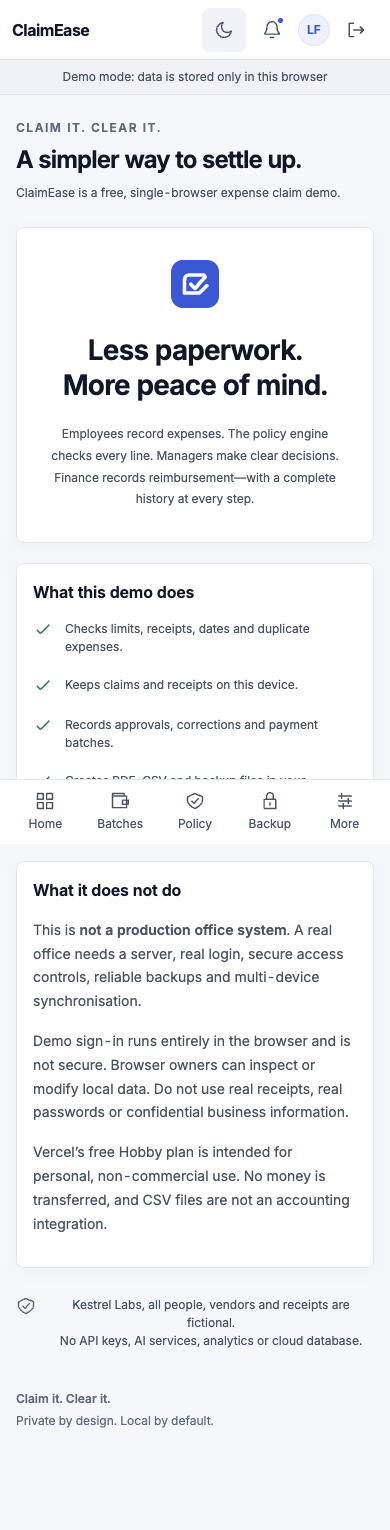 ClaimEase
LF
Demo mode: data is stored only in this browser
CLAIM IT. CLEAR IT.
A simpler way to settle up.
ClaimEase is a free, single-browser expense claim demo.
Less paperwork.
More peace of mind.
Employees record expenses. The policy engine
checks every line. Managers make clear decisions.
Finance records reimbursement—with a complete
history at every step.
What this demo does
Checks limits, receipts, dates and duplicate
expenses.
Keeps claims and receipts on this device.
Records approvals, corrections and payment
batches.
Creates PDF, CSV and backup files in your
Home
Batches
Policy
Backup
More
What it does not do
This is not a production office system. A real
office needs a server, real login, secure access
controls, reliable backups and multi-device
synchronisation.
Demo sign-in runs entirely in the browser and is
not secure. Browser owners can inspect or
modify local data. Do not use real receipts, real
passwords or confidential business information.
Vercel’s free Hobby plan is intended for
personal, non-commercial use. No money is
transferred, and CSV files are not an accounting
integration.
Kestrel Labs, all people, vendors and receipts are
fictional.
No API keys, AI services, analytics or cloud database.
Claim it. Clear it.
Private by design. Local by default.